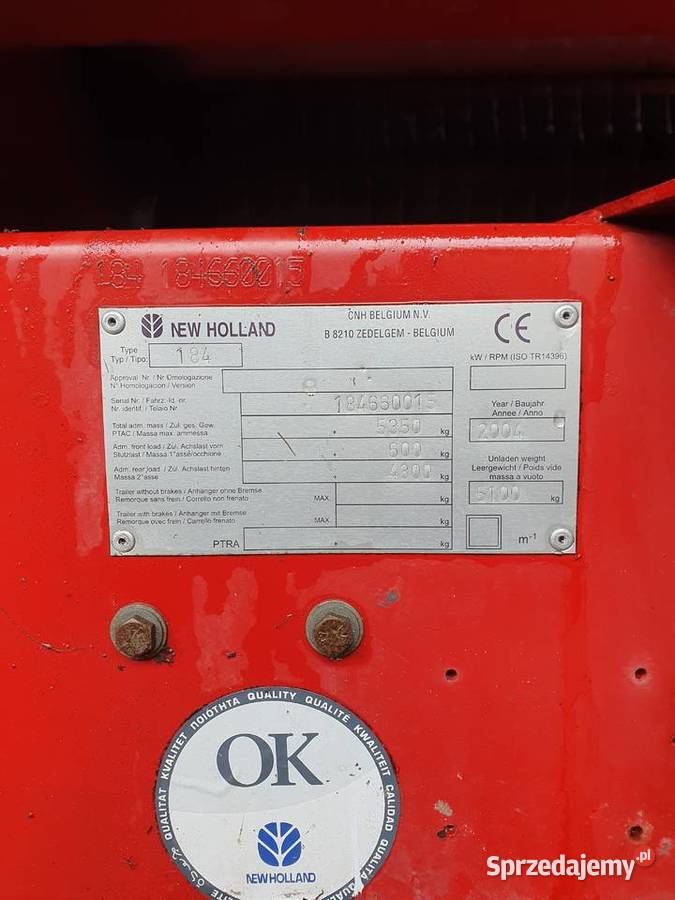 184 184660015
NEW HOLLAND
CNH BELGIUM N.V.
B 8210 ZEDELGEM - BELGIUM
CE
Type
Typ / Tipo:
184
kW / RPM (ISO TR14396)
Approval Nr. / Nr Omologazione
N° Homologation / Version
Serial Nr. / Fahrz.-Id.-nr.
Nr. identif. / Telaio Nr.
184660015
Year / Baujahr
Annee / Anno
2004
Total adm. mass / Zul. ges. Gew.
PTAC / Massa max. ammessa
5350 kg
Adm. front load / Zul. Achslast vorn
Stutzlast / Massa 1°assé/occhione
500 kg
Unladen weight
Leergewicht / Poids vide
massa a vuoto
5100 kg
Adm. rear load / Zul. Achslast hinten
Massa 2°asse
4300 kg
Trailer without brakes / Anhanger ohne Bremse
Remorque sans frein / Carrello non frenato
MAX. kg
Trailer with brakes / Anhanger mit Bremse
Remorque avec frein / Carrello frenato
MAX. kg
PTRA kg
m-1
QUALITAT КАЧЕСТВО QUALITET ΠΟΙΟΤΗΤΑ QUALITY QUALITE KWALITEIT CALIDAD QUALITA
OK
NEW HOLLAND
Sprzedajemy.pl